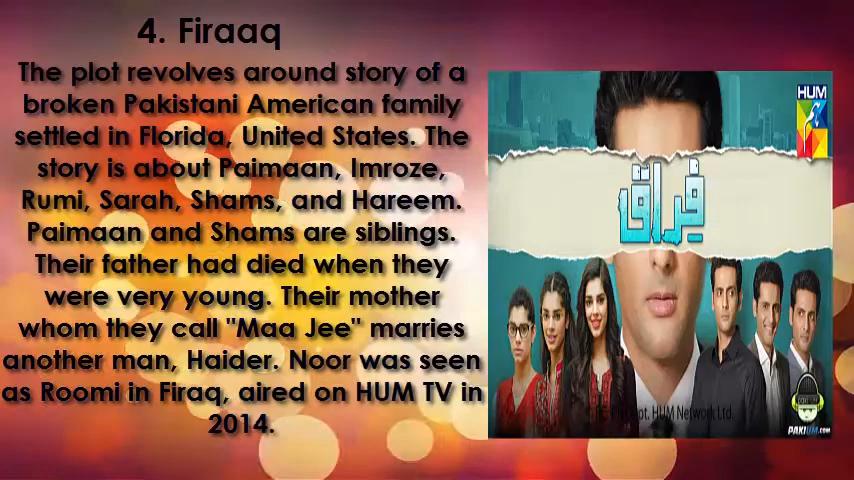 4. Firaaq
The plot revolves around story of a
broken Pakistani American family
settled in Florida, United States. The
story is about Paimaan, Imroze,
Rumi, Sarah, Shams, and Hareem.
Paimaan and Shams are siblings.
Their father had died when they
were very young. Their mother
whom they call "Maa Jee" marries
another man, Haider. Noor was seen
as Roomi in Firaq, aired on HUM TV in
2014.
HUM
فِراق
HUM Network Ltd.
PAKIUM.com